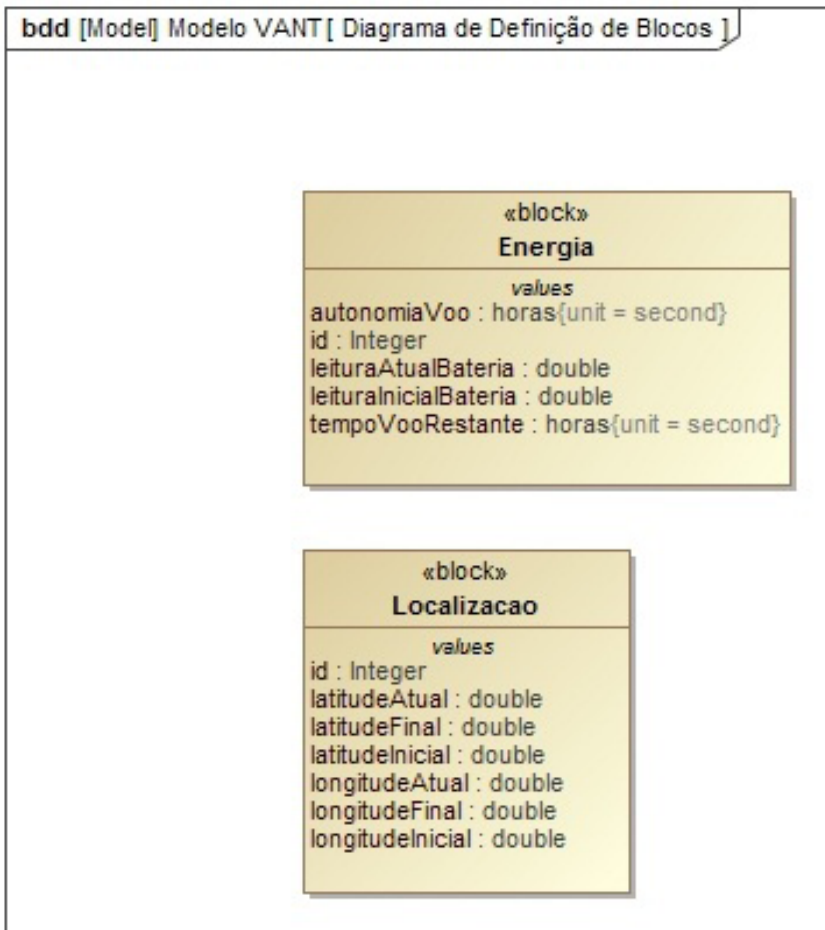 bdd [Model] Modelo VANT[ Diagrama de Definição de Blocos ]
«block»
Energia
values
autonomiaVoo : horas{unit = second}
id : Integer
leituraAtualBateria : double
leituraInicialBateria : double
tempoVooRestante : horas{unit = second}
«block»
Localizacao
values
id : Integer
latitudeAtual : double
latitudeFinal : double
latitudeInicial : double
longitudeAtual : double
longitudeFinal : double
longitudeInicial : double